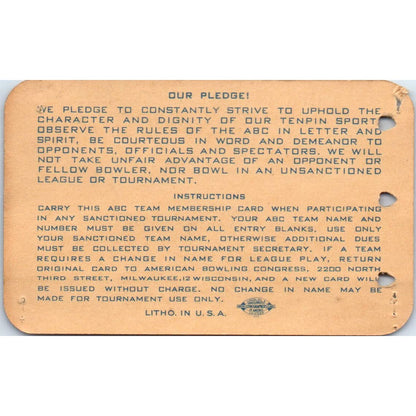 OUR PLEDGE!
WE PLEDGE TO CONSTANTLY STRIVE TO UPHOLD THE
CHARACTER AND DIGNITY OF OUR TENPIN SPORT,
OBSERVE THE RULES OF THE ABC IN LETTER AND
SPIRIT, BE COURTEOUS IN WORD AND DEMEANOR TO
OPPONENTS, OFFICIALS AND SPECTATORS. WE WILL
NOT TAKE UNFAIR ADVANTAGE OF AN OPPONENT OR
FELLOW BOWLER, NOR BOWL IN AN UNSANCTIONED
LEAGUE OR TOURNAMENT.
INSTRUCTIONS
CARRY THIS ABC TEAM MEMBERSHIP CARD WHEN PARTICIPATING
IN ANY SANCTIONED TOURNAMENT. YOUR ABC TEAM NAME AND
NUMBER MUST BE GIVEN ON ALL ENTRY BLANKS. USE ONLY
YOUR SANCTIONED TEAM NAME, OTHERWISE ADDITIONAL DUES
MUST BE COLLECTED BY TOURNAMENT SECRETARY. IF A TEAM
REQUIRES A CHANGE IN NAME FOR LEAGUE PLAY, RETURN
ORIGINAL CARD TO AMERICAN BOWLING CONGRESS, 2200 NORTH
THIRD STREET, MILWAUKEE, 12 WISCONSIN, AND A NEW CARD WILL
BE ISSUED WITHOUT CHARGE. NO CHANGE IN NAME MAY BE
MADE FOR TOURNAMENT USE ONLY.
LITHO. IN U.S.A.